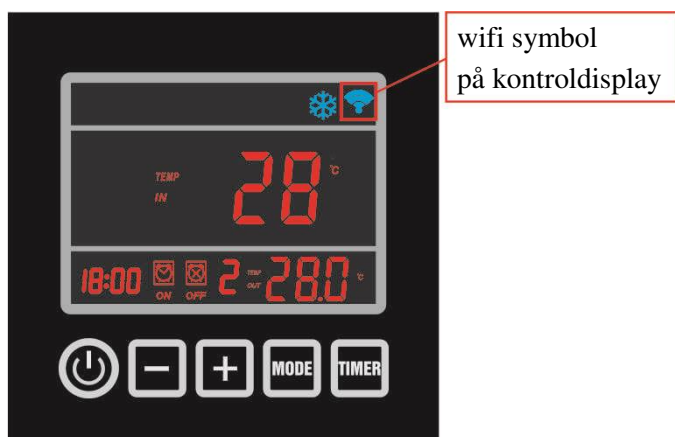 wifi symbol
på kontroldisplay
TEMP
IN
28 °C
18:00 ON OFF 2 TEMP OUT 28.0 °C
MODE TIMER